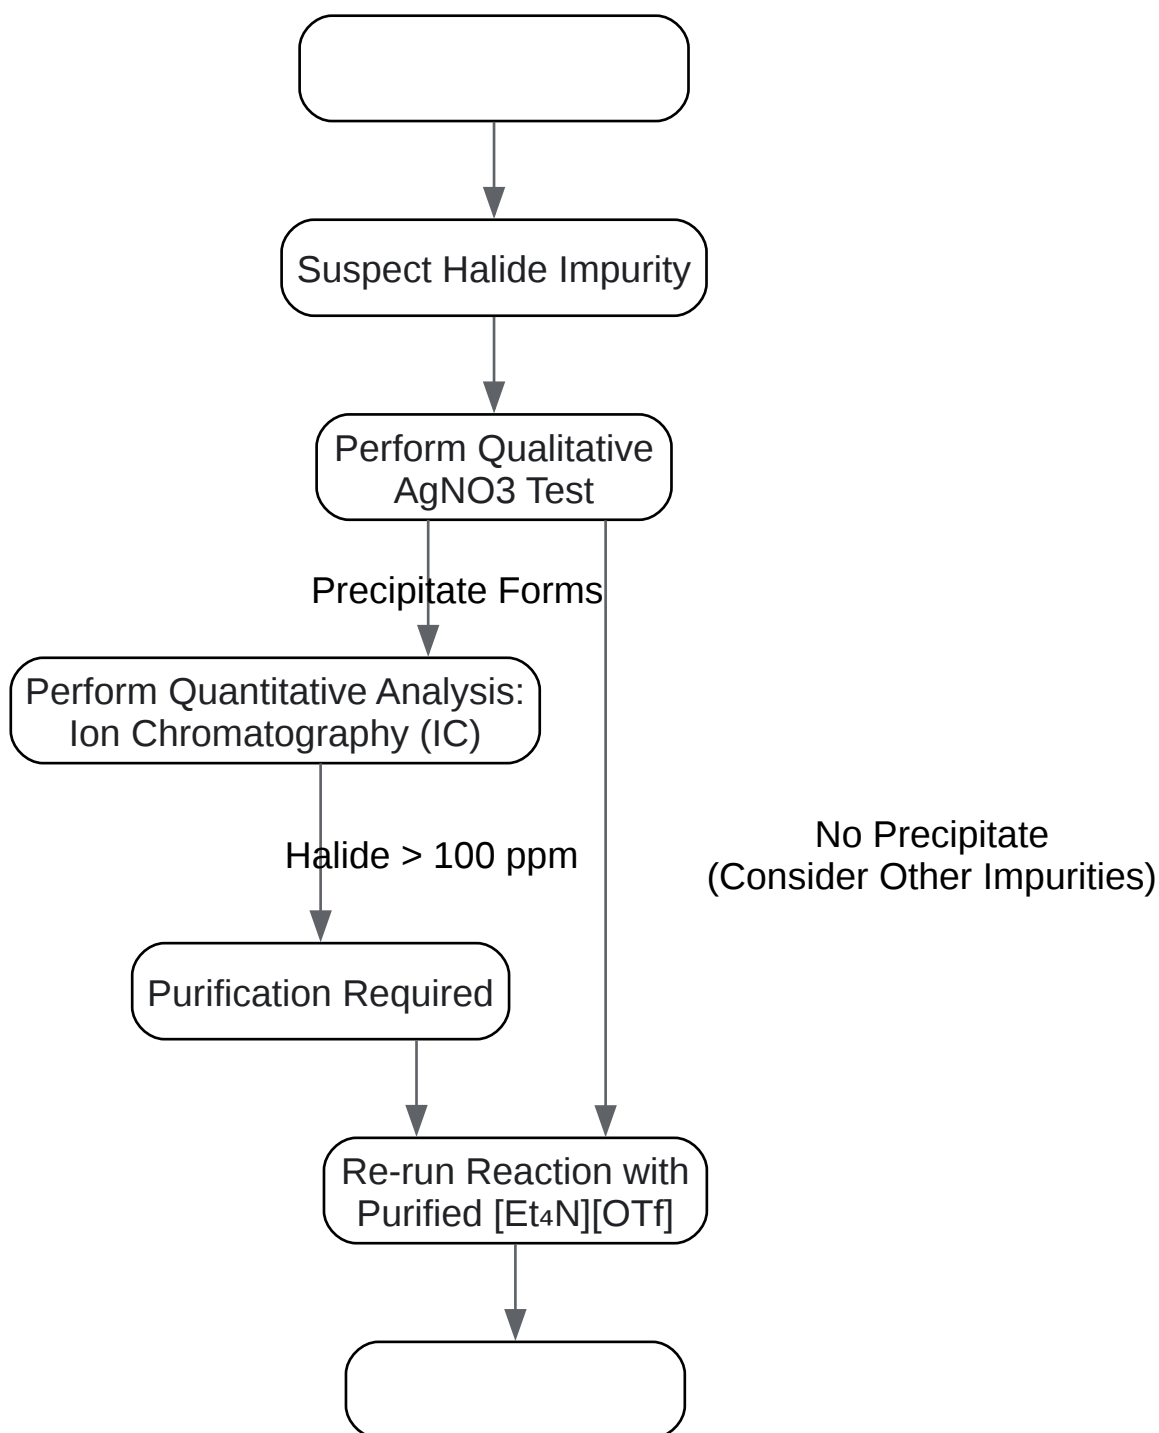 Suspect Halide Impurity
Perform Qualitative
AgNO3 Test
Precipitate Forms
Perform Quantitative Analysis:
Ion Chromatography (IC)
Halide > 100 ppm
No Precipitate
(Consider Other Impurities)
Purification Required
Re-run Reaction with
Purified [Et₄N][OTf]